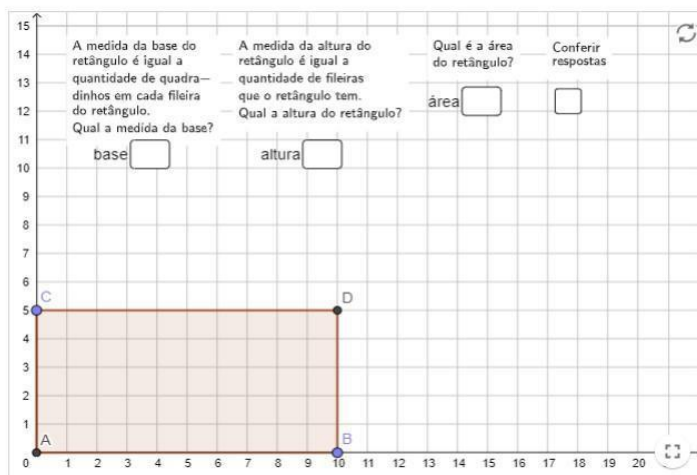 A medida da base do
retângulo é igual a
quantidade de quadra—
dinhos em cada fileira
do retângulo.
Qual a medida da base?
base
A medida da altura do
retângulo é igual a
quantidade de fileiras
que o retângulo tem.
Qual a altura do retângulo?
altura
Qual é a área
do retângulo?
área
Conferir
respostas
15
14
13
12
11
10
9
8
7
6
5
4
3
2
1
C
D
A
B
0 1 2 3 4 5 6 7 8 9 10 11 12 13 14 15 16 17 18 19 20